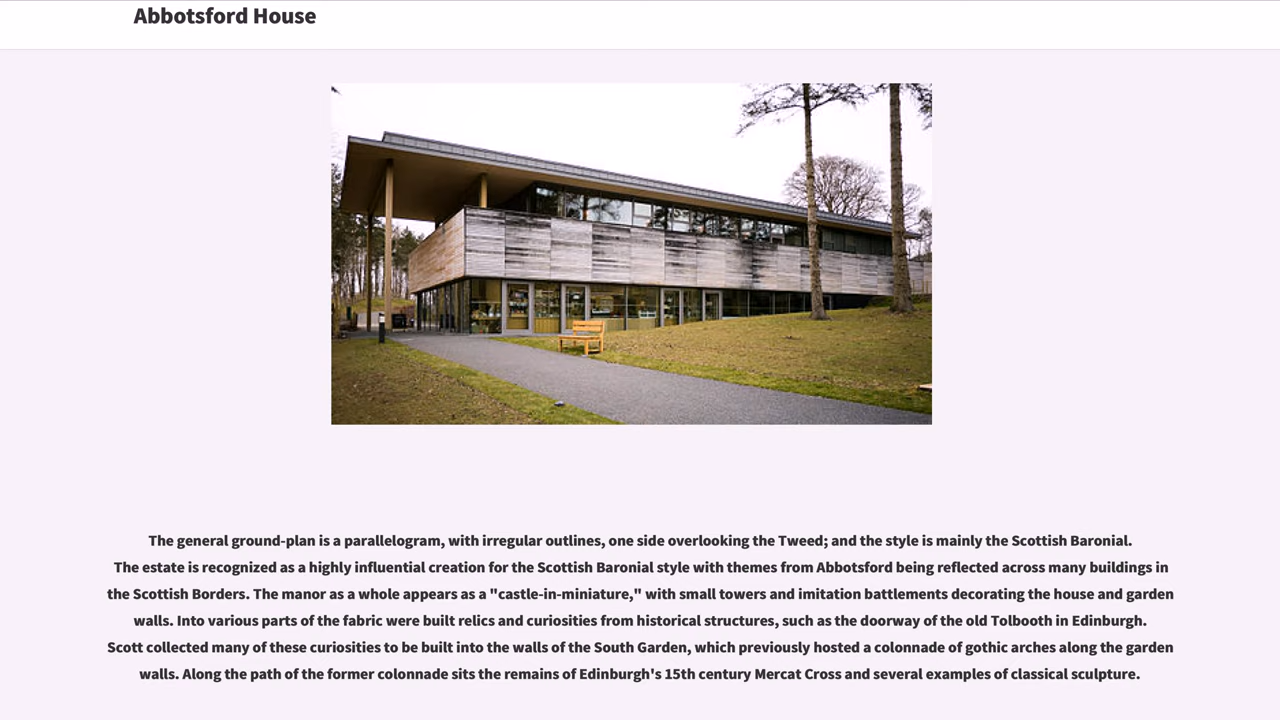 Abbotsford House
The general ground-plan is a parallelogram, with irregular outlines, one side overlooking the Tweed; and the style is mainly the Scottish Baronial.
The estate is recognized as a highly influential creation for the Scottish Baronial style with themes from Abbotsford being reflected across many buildings in
the Scottish Borders. The manor as a whole appears as a "castle-in-miniature," with small towers and imitation battlements decorating the house and garden
walls. Into various parts of the fabric were built relics and curiosities from historical structures, such as the doorway of the old Tolbooth in Edinburgh.
Scott collected many of these curiosities to be built into the walls of the South Garden, which previously hosted a colonnade of gothic arches along the garden
walls. Along the path of the former colonnade sits the remains of Edinburgh's 15th century Mercat Cross and several examples of classical sculpture.